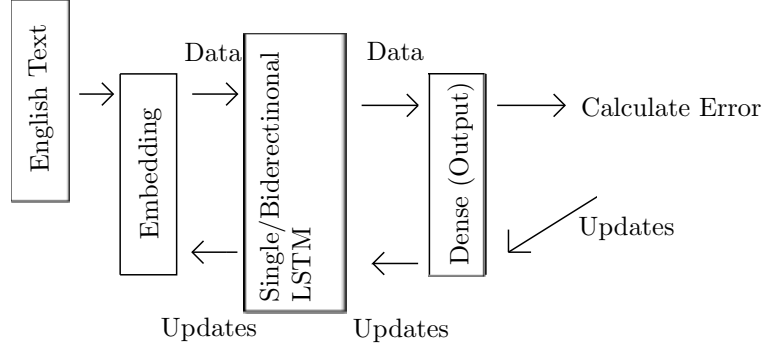 English Text
Embedding
Data
Single/Biderectinonal
LSTM
Data
Dense (Output)
Calculate Error
Updates
Updates
Updates